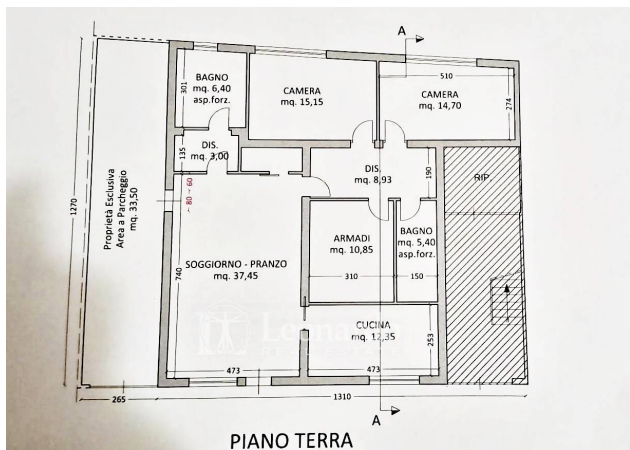 A
510
BAGNO
mq. 6,40
asp.forz.
301
CAMERA
mq. 15,15
CAMERA
mq. 14,70
274
135
DIS.
mq. 3,00
DIS.
mq. 8,93
190
RIP.
Proprietà Esclusiva
Area a Parcheggio
mq. 33,50
1270
80
60
740
SOGGIORNO - PRANZO
mq. 37,45
ARMADI
mq. 10,85
310
BAGNO
mq. 5,40
asp.forz.
150
CUCINA
mq. 12,35
253
473
473
265
1310
A
PIANO TERRA